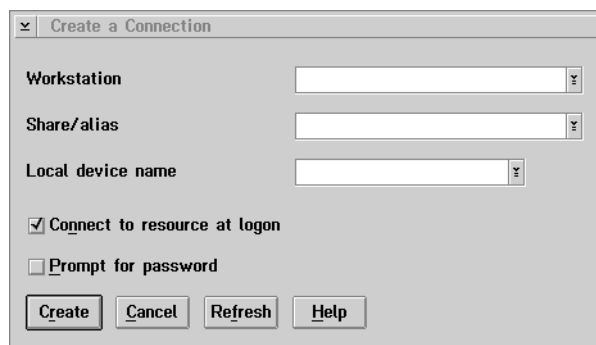 Create a Connection
Workstation
Share/alias
Local device name
Connect to resource at logon
Prompt for password
Create Cancel Refresh Help